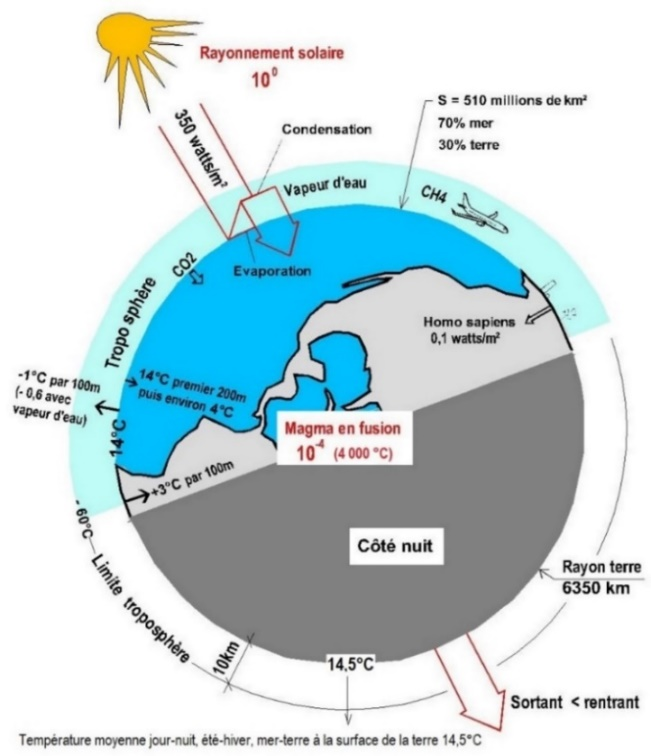 Rayonnement solaire
10⁰
350 watts/m²
Condensation
S = 510 millions de km²
70% mer
30% terre
Vapeur d'eau
CH4
CO2
Evaporation
Tropo sphère
Homo sapiens
0,1 watts/m²
-1°C par 100m
(- 0,6 avec
vapeur d'eau)
14°C premier 200m
puis environ 4°C
14°C
Magma en fusion
10⁻⁴ (4 000 °C)
+3°C par 100m
- 60°C
Limite troposphère
Côté nuit
Rayon terre
6350 km
10km
14,5°C
Sortant < rentrant
Température moyenne jour-nuit, été-hiver, mer-terre à la surface de la terre 14,5°C